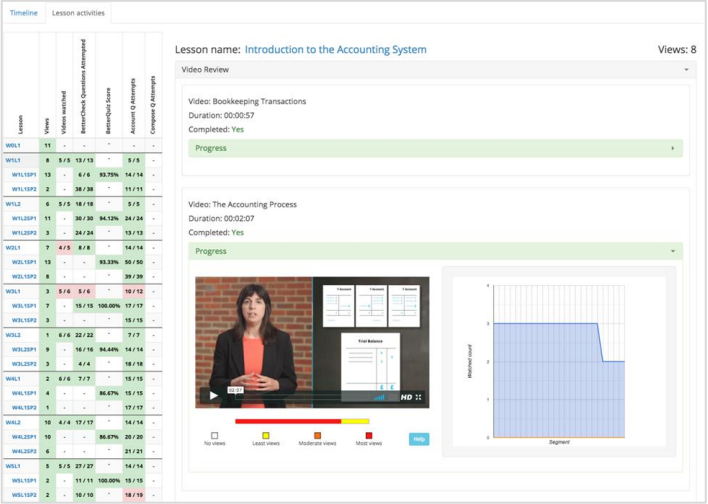 Timeline
Lesson activities
Lesson
Views
Videos watched
BetterCheck Questions Attempted
BetterQuiz Score
Account Q Attempts
Compose Q Attempts
W0L1 11 - - - - -
W1L1 8 5 / 5 13 / 13 - 5 / 5 -
W1L1SP1 13 - 6 / 6 93.75% 14 / 14 -
W1L1SP2 2 - 38 / 38 - 11 / 11 -
W1L2 6 5 / 5 18 / 18 - 5 / 5 -
W1L2SP1 11 - 30 / 30 94.12% 24 / 24 -
W1L2SP2 3 - 24 / 24 - 13 / 13 -
W2L1 7 4 / 5 8 / 8 - 14 / 14 -
W2L1SP1 13 - - 93.33% 50 / 50 -
W2L1SP2 8 - - - 39 / 39 -
W3L1 3 5 / 6 5 / 6 - 10 / 12 -
W3L1SP1 7 - 15 / 15 100.00% 17 / 17 -
W3L1SP2 3 - - - 15 / 15 -
W3L2 1 6 / 6 22 / 22 - 7 / 7 -
W3L2SP1 9 - 16 / 16 94.44% 14 / 14 -
W3L2SP2 3 - 4 / 4 - 18 / 18 -
W4L1 2 6 / 6 7 / 7 - 15 / 15 -
W4L1SP1 4 - - 86.67% 15 / 15 -
W4L1SP2 1 - - - 17 / 17 -
W4L2 10 4 / 4 17 / 17 - 14 / 14 -
W4L2SP1 10 - - 86.67% 20 / 20 -
W4L2SP2 6 - - - 21 / 21 -
W5L1 5 5 / 5 27 / 27 - 14 / 14 -
W5L1SP1 2 - 11 / 11 100.00% 15 / 15 -
W5L1SP2 2 - 10 / 10 - 18 / 19 -
Lesson name: Introduction to the Accounting System
Views: 8
Video Review
Video: Bookkeeping Transactions
Duration: 00:00:57
Completed: Yes
Progress
Video: The Accounting Process
Duration: 00:02:07
Completed: Yes
Progress
T Account T Account T Account
Trial Balance
02:07
HD
No views
Least views
Moderate views
Most views
Help
Watched count
4
3
2
1
0
Segment